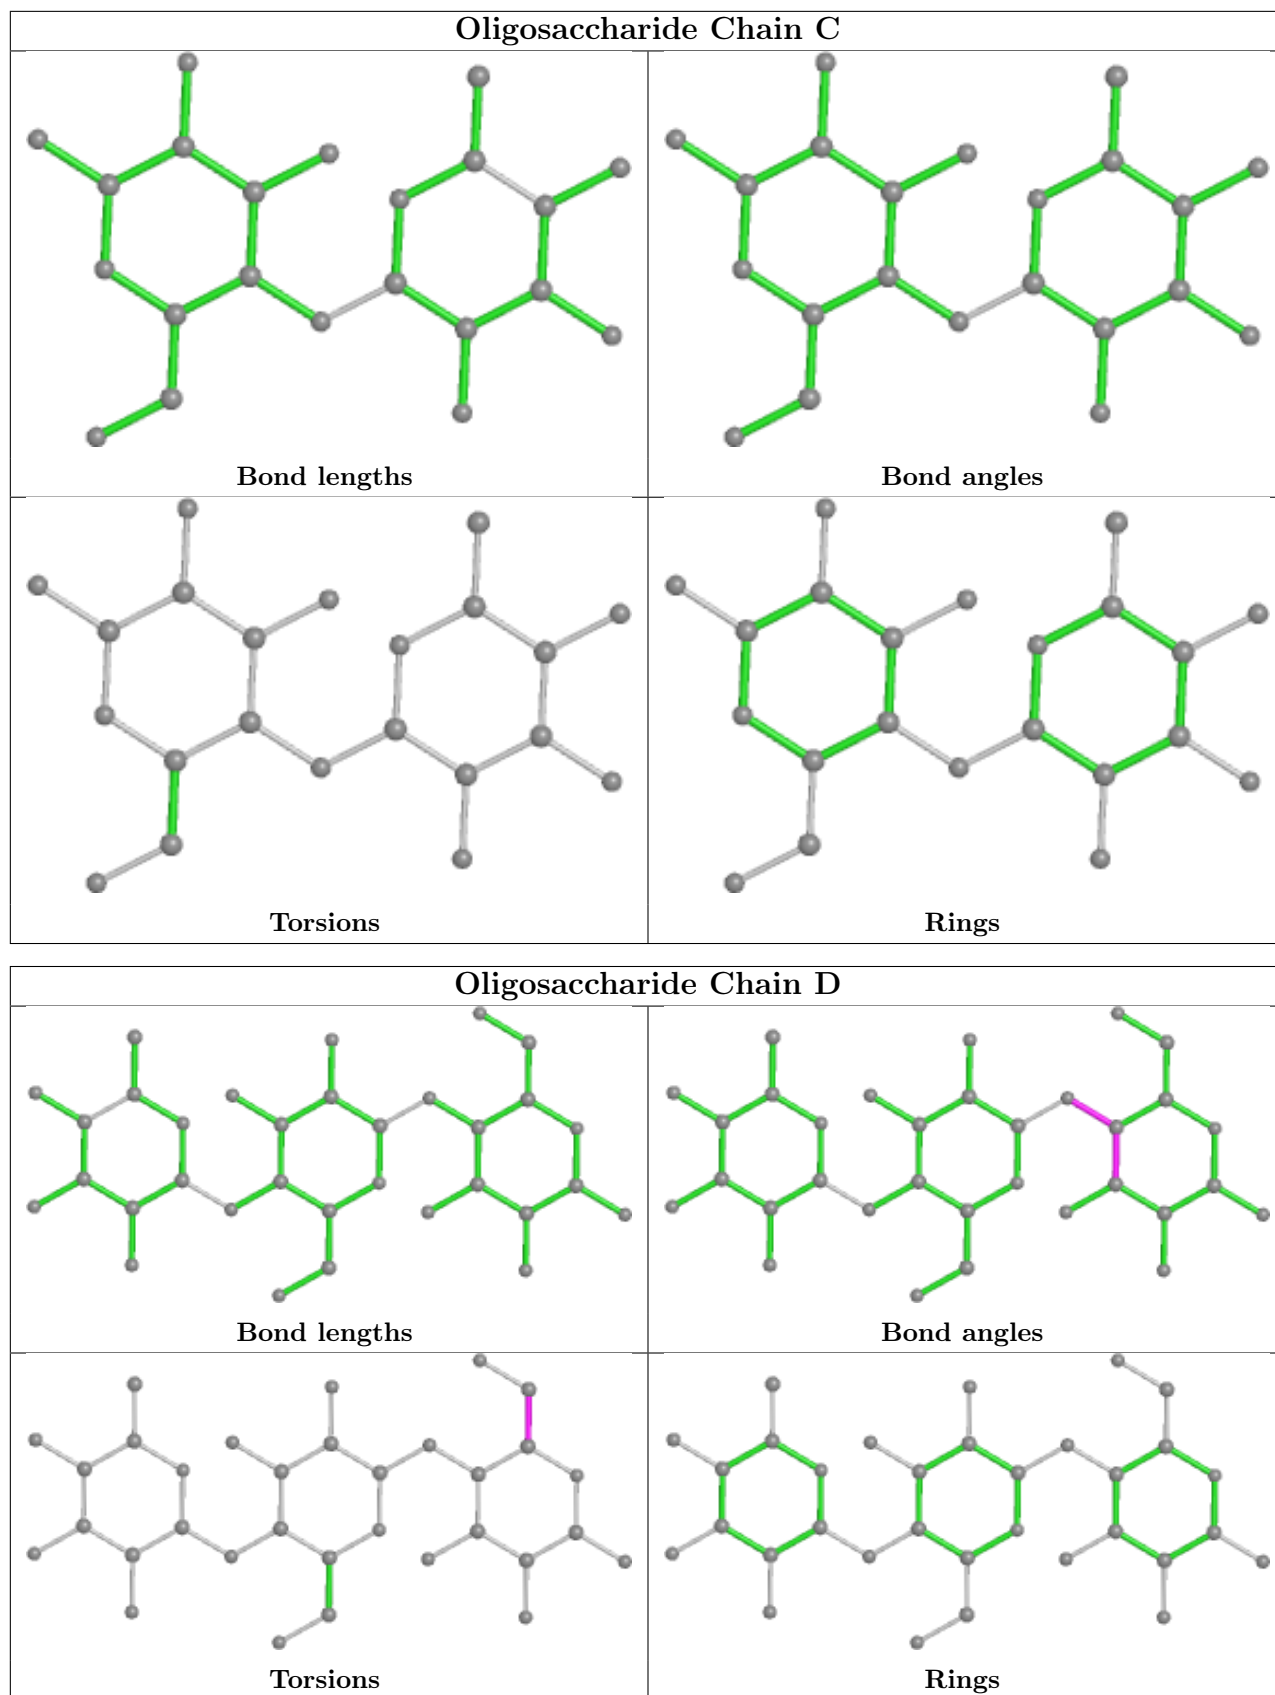 Oligosaccharide Chain C
Bond lengths
Bond angles
Torsions
Rings
Oligosaccharide Chain D
Bond lengths
Bond angles
Torsions
Rings